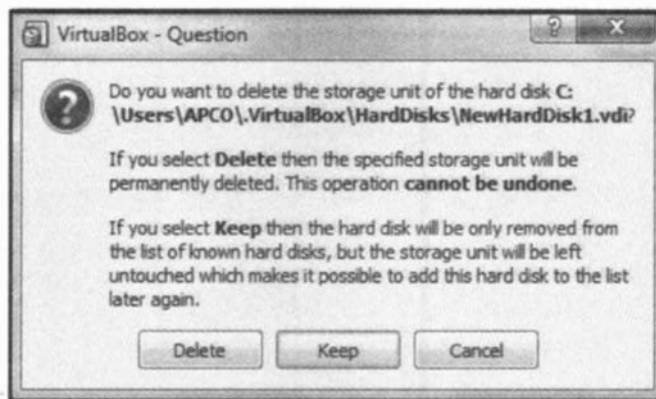 VirtualBox - Question
Do you want to delete the storage unit of the hard disk C:
\Users\APCO\.VirtualBox\HardDisks\NewHardDisk1.vdi?
If you select Delete then the specified storage unit will be
permanently deleted. This operation cannot be undone.
If you select Keep then the hard disk will be only removed from
the list of known hard disks, but the storage unit will be left
untouched which makes it possible to add this hard disk to the list
later again.
Delete Keep Cancel